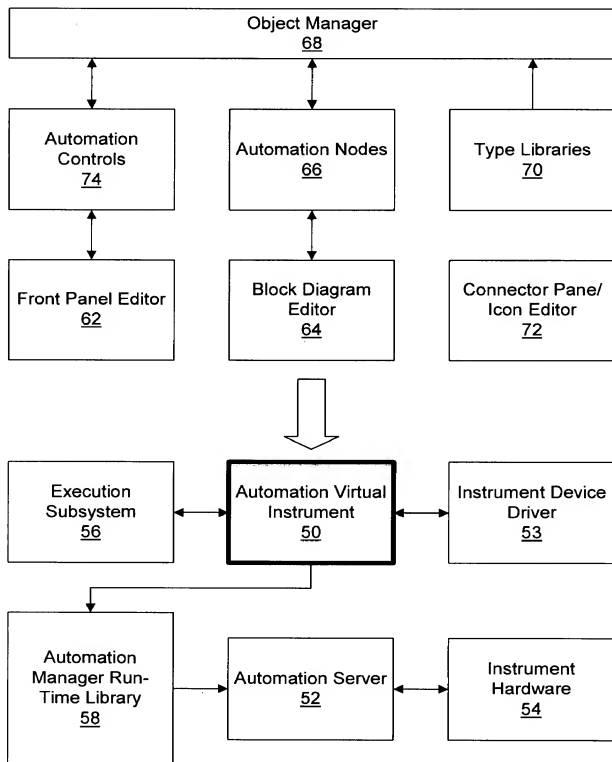 Object Manager
68
Automation
Controls
74
Automation Nodes
66
Type Libraries
70
Front Panel Editor
62
Block Diagram
Editor
64
Connector Pane/
Icon Editor
72
Execution
Subsystem
56
Automation Virtual
Instrument
50
Instrument Device
Driver
53
Automation
Manager Run-
Time Library
58
Automation Server
52
Instrument
Hardware
54